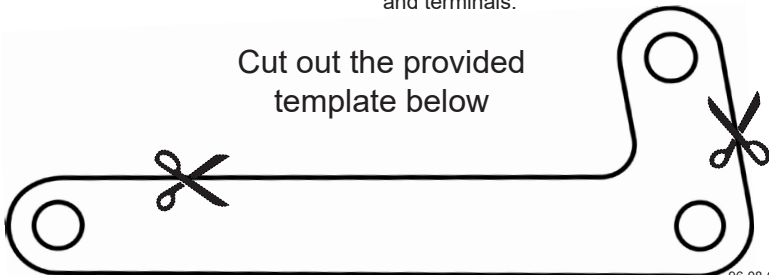 and terminals.
Cut out the provided
template below